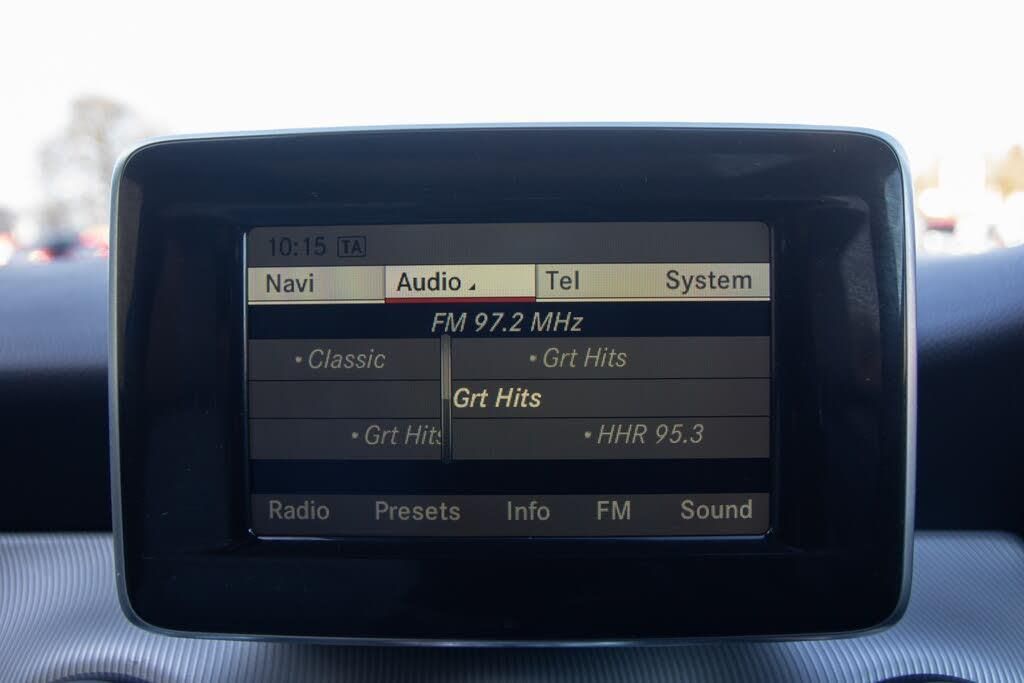 10:15 TA
Navi Audio Tel System
FM 97.2 MHz
• Classic • Grt Hits
Grt Hits
• Grt Hits • HHR 95.3
Radio Presets Info FM Sound